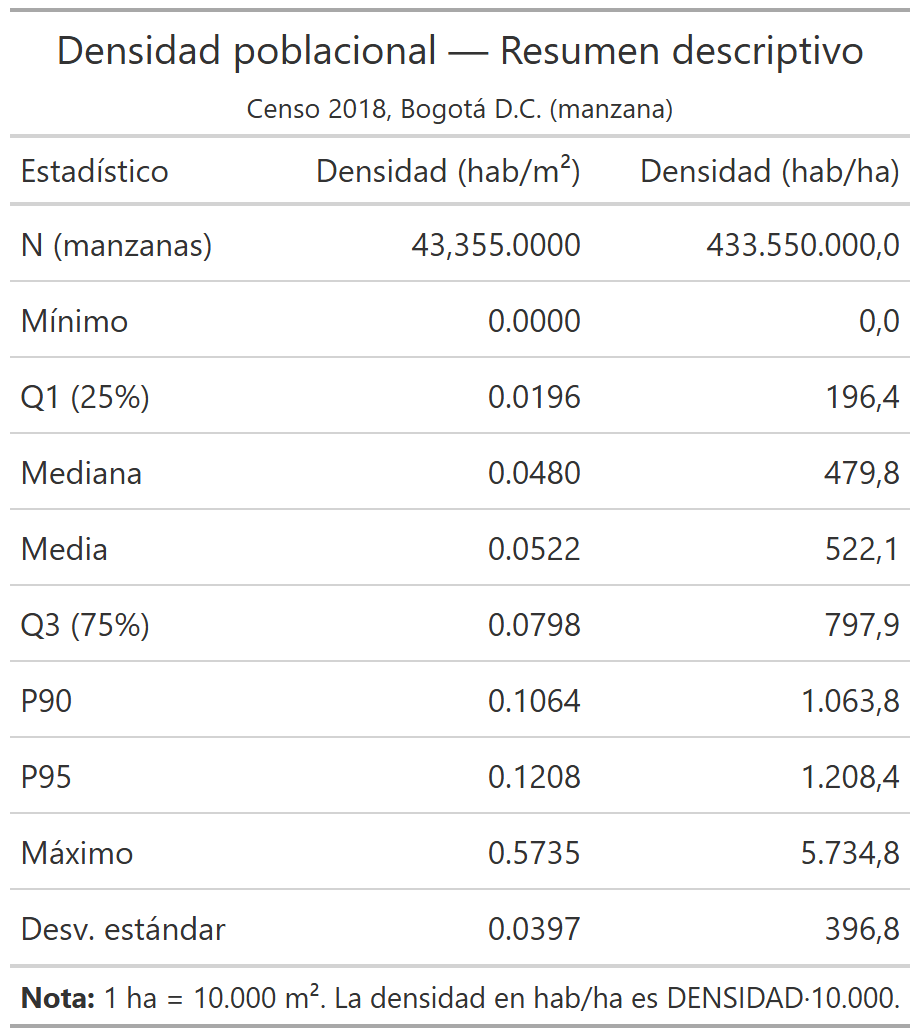 Densidad poblacional — Resumen descriptivo
Censo 2018, Bogotá D.C. (manzana)
Estadístico Densidad (hab/m²) Densidad (hab/ha)
N (manzanas) 43,355.0000 433.550.000,0
Mínimo 0.0000 0,0
Q1 (25%) 0.0196 196,4
Mediana 0.0480 479,8
Media 0.0522 522,1
Q3 (75%) 0.0798 797,9
P90 0.1064 1.063,8
P95 0.1208 1.208,4
Máximo 0.5735 5.734,8
Desv. estándar 0.0397 396,8
Nota: 1 ha = 10.000 m². La densidad en hab/ha es DENSIDAD·10.000.